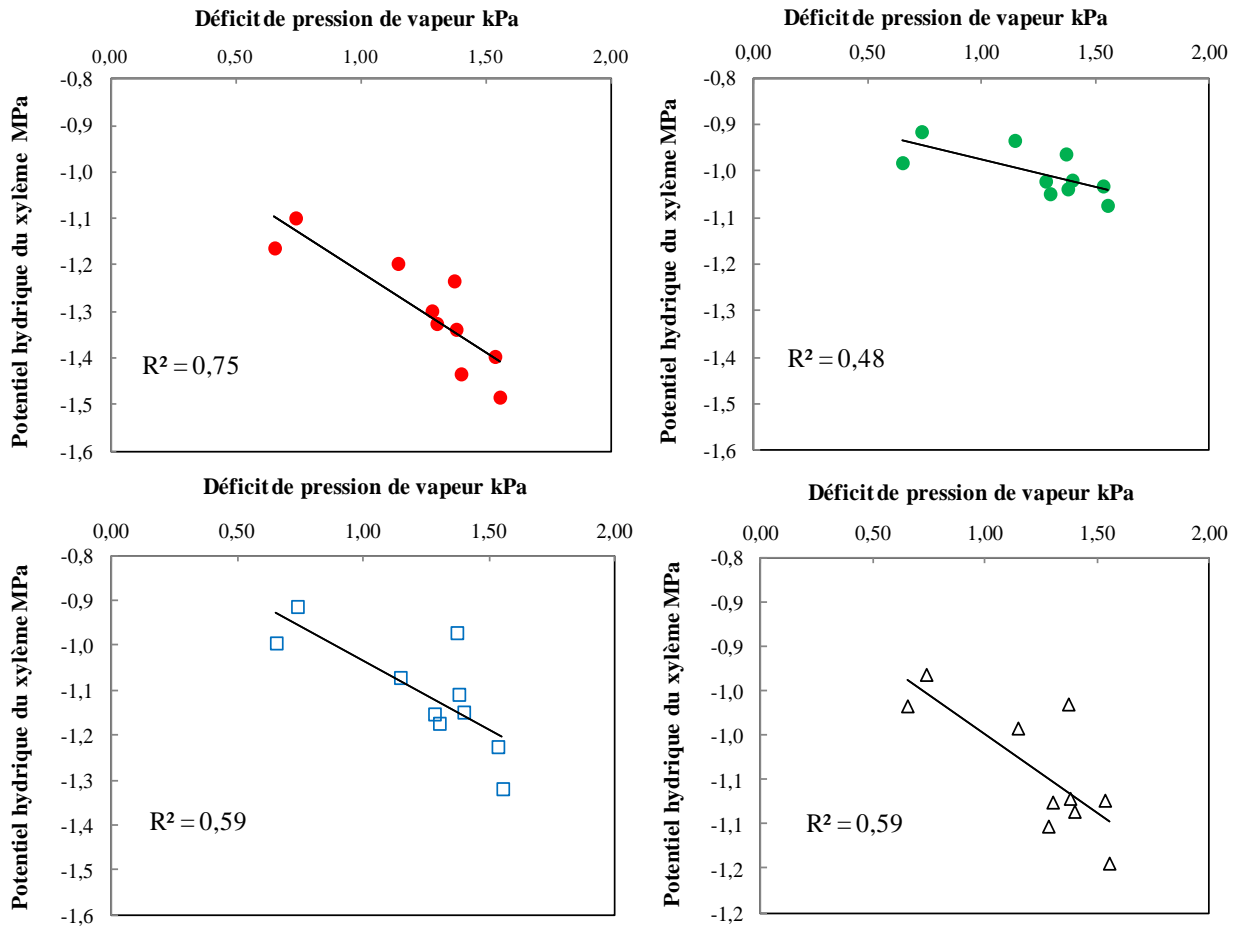 Déficit de pression de vapeur kPa
0,00 0,50 1,00 1,50 2,00
Potentiel hydrique du xylème MPa
-0,8
-0,9
-1,0
-1,1
-1,2
-1,3
-1,4
-1,5
-1,6
R² = 0,75
Déficit de pression de vapeur kPa
0,00 0,50 1,00 1,50 2,00
Potentiel hydrique du xylème MPa
-0,8
-0,9
-1,0
-1,1
-1,2
-1,3
-1,4
-1,5
-1,6
R² = 0,48
Déficit de pression de vapeur kPa
0,00 0,50 1,00 1,50 2,00
Potentiel hydrique du xylème MPa
-0,8
-0,9
-1,0
-1,1
-1,2
-1,3
-1,4
-1,5
-1,6
R² = 0,59
Déficit de pression de vapeur kPa
0,00 0,50 1,00 1,50 2,00
Potentiel hydrique du xylème MPa
-0,8
-0,9
-0,9
-1,0
-1,0
-1,1
-1,1
-1,2
-1,2
R² = 0,59